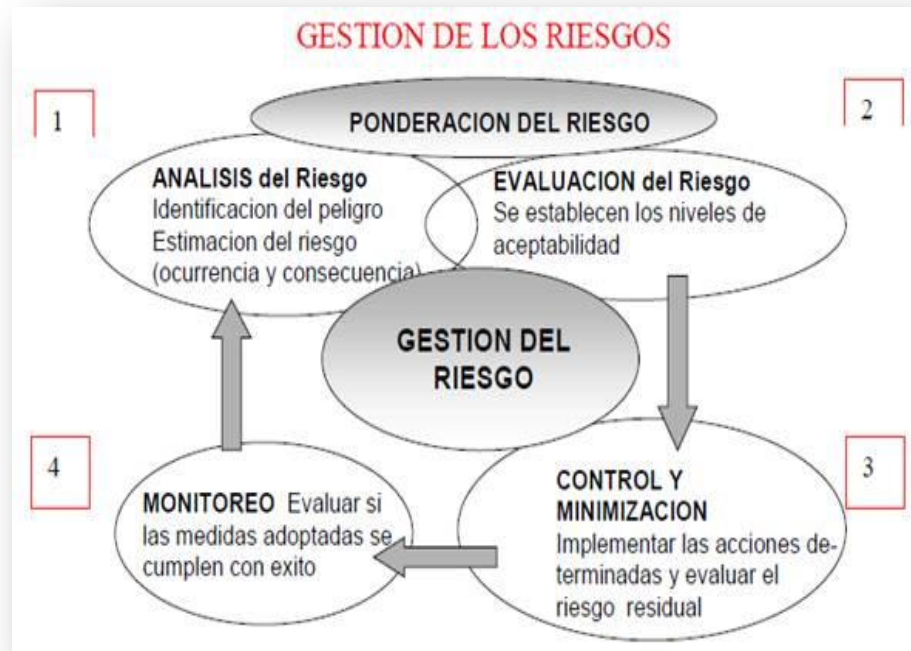 GESTION DE LOS RIESGOS
1
2
PONDERACION DEL RIESGO
ANALISIS del Riesgo
Identificacion del peligro
Estimacion del riesgo
(ocurrencia y consecuencia)
EVALUACION del Riesgo
Se establecen los niveles de
aceptabilidad
GESTION DEL
RIESGO
4
MONITOREO Evaluar si
las medidas adoptadas se
cumplen con exito
3
CONTROL Y
MINIMIZACION
Implementar las acciones de-
terminadas y evaluar el
riesgo residual